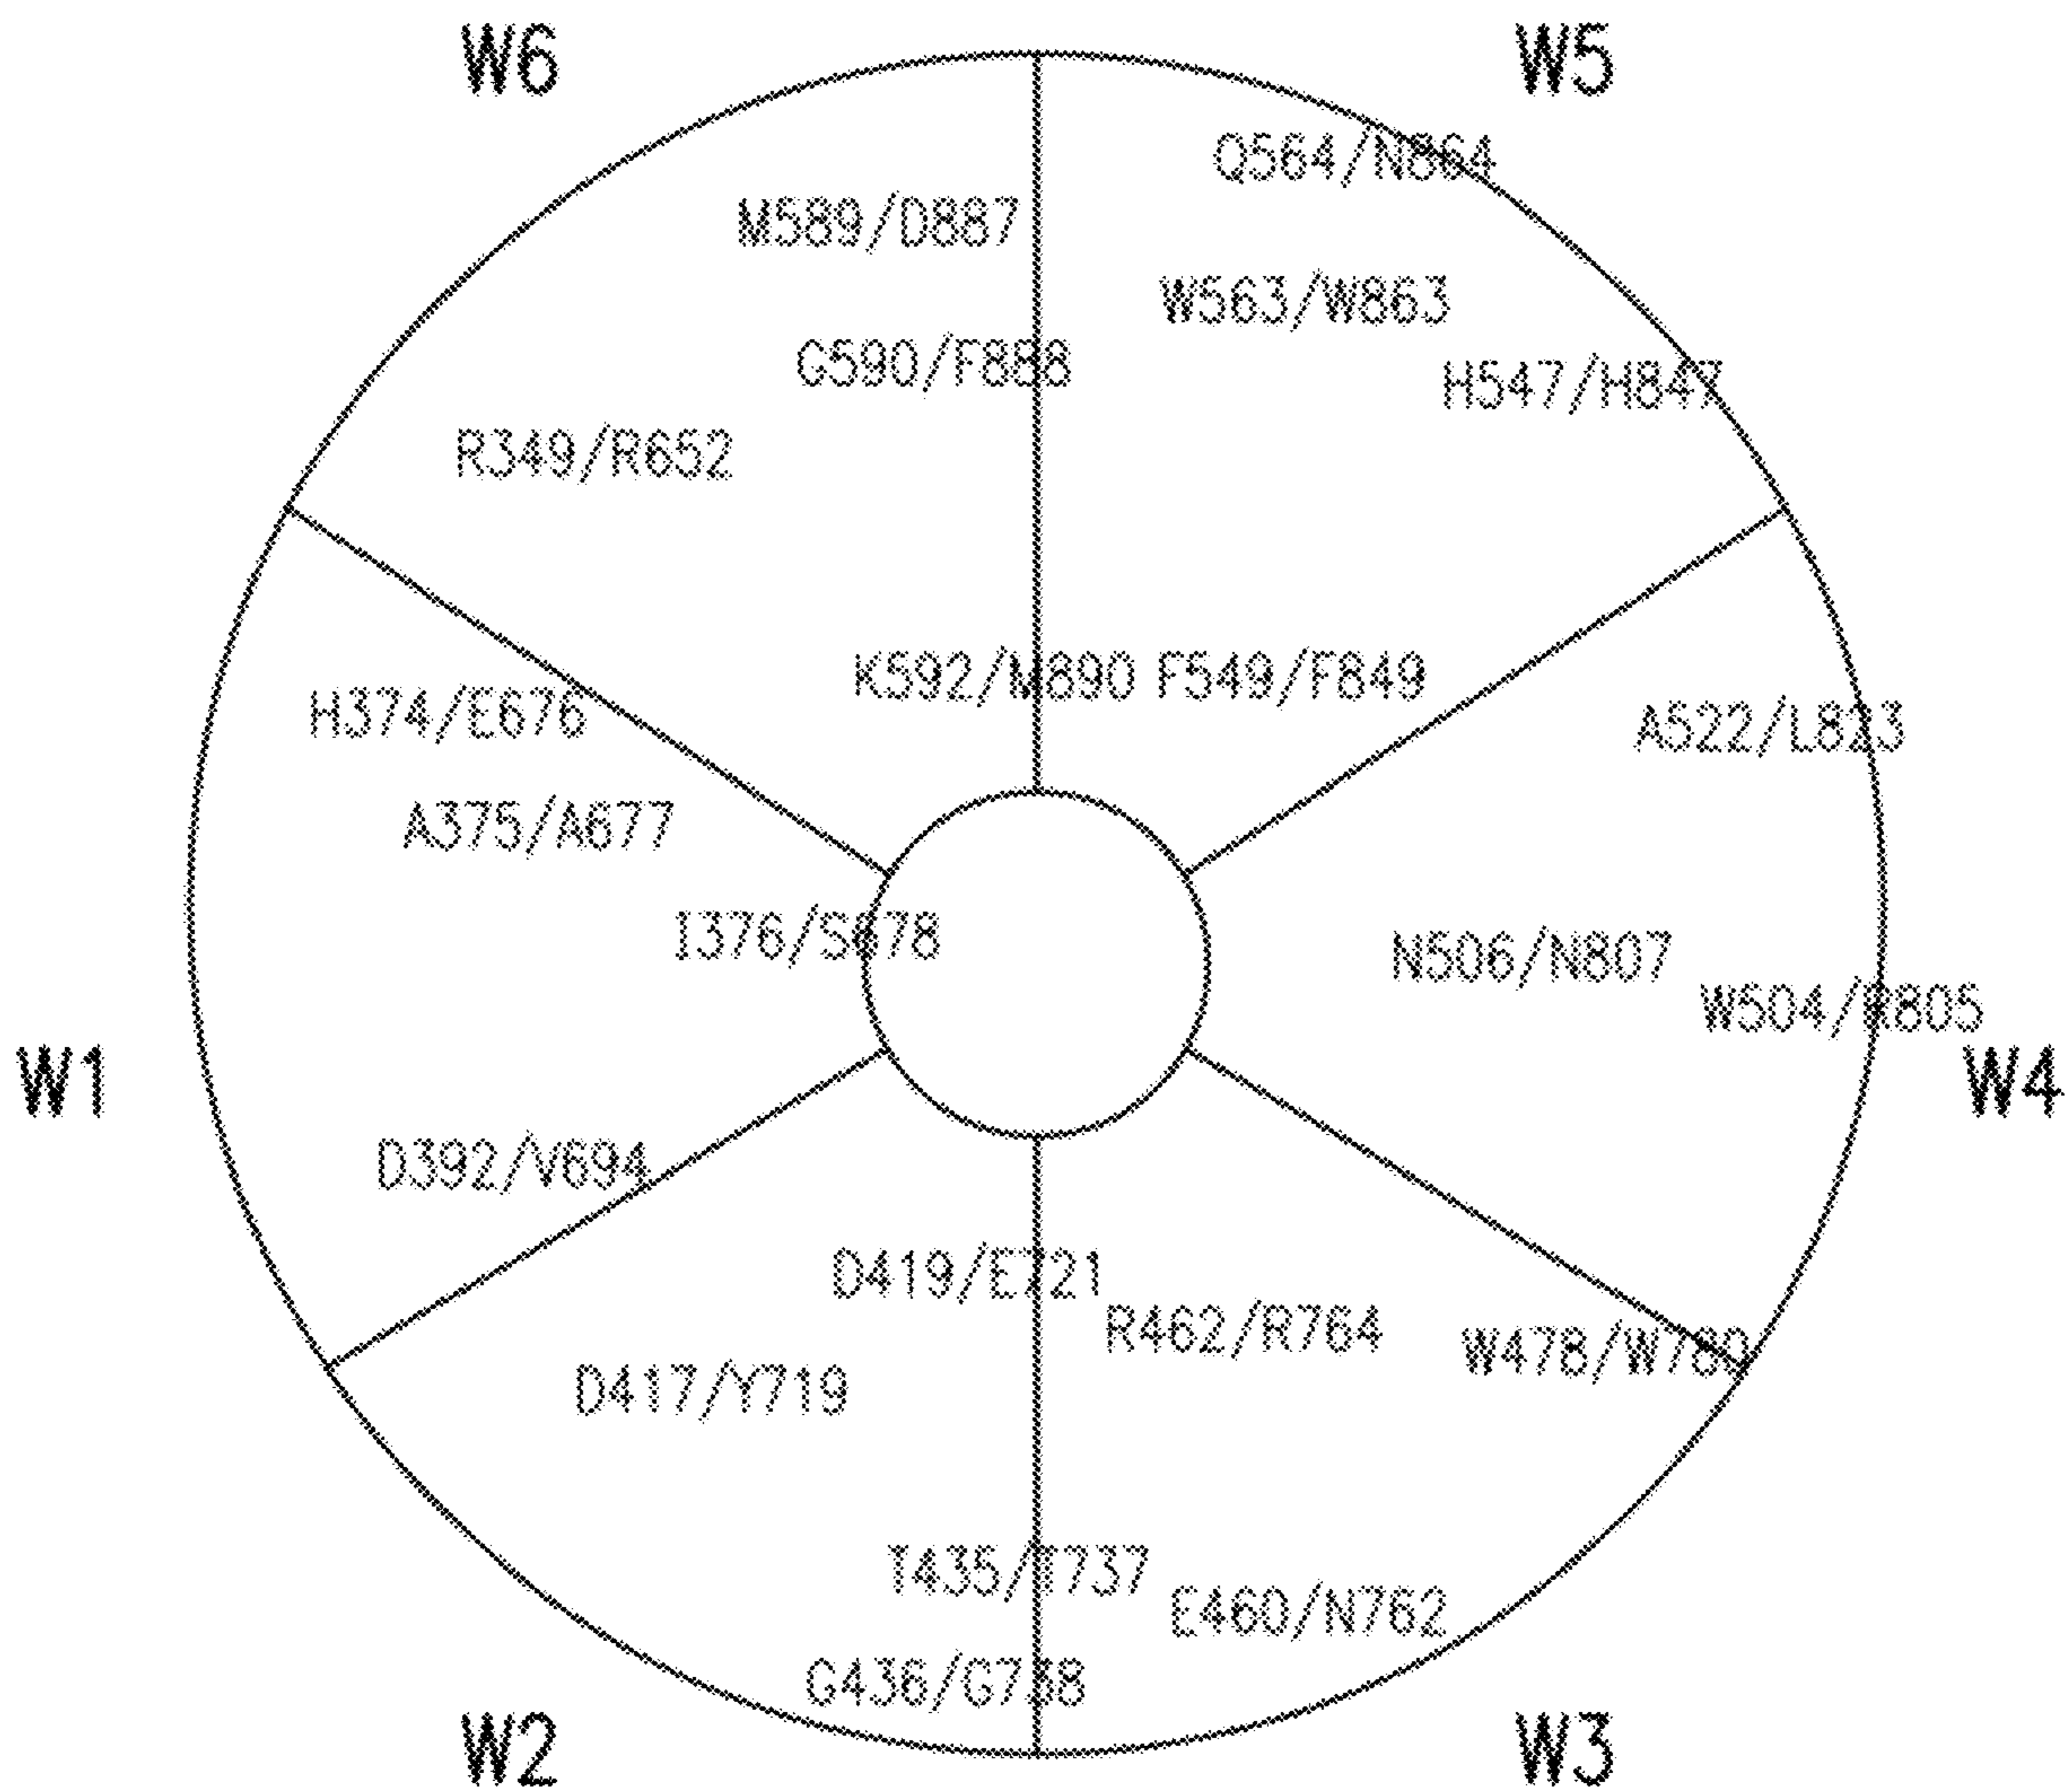 W6
W5
Q564/N864
M589/D887
W563/W863
G590/F888
H547/H847
R349/R652
K592/M890
F549/F849
H374/E676
A522/L823
A375/A677
I376/S678
N506/N807
W504/R805
W1
W4
D392/V694
D419/E721
R462/R764
W478/W780
D417/Y719
T435/T737
E460/N762
G436/G738
W2
W3